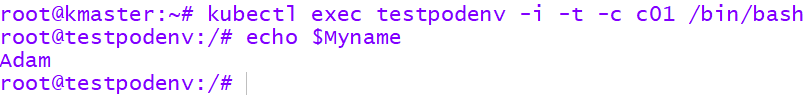 root@kmaster:~# kubectl exec testpodenv -i -t -c c01 /bin/bash
root@testpodenv:/# echo $Myname
Adam
root@testpodenv:/#